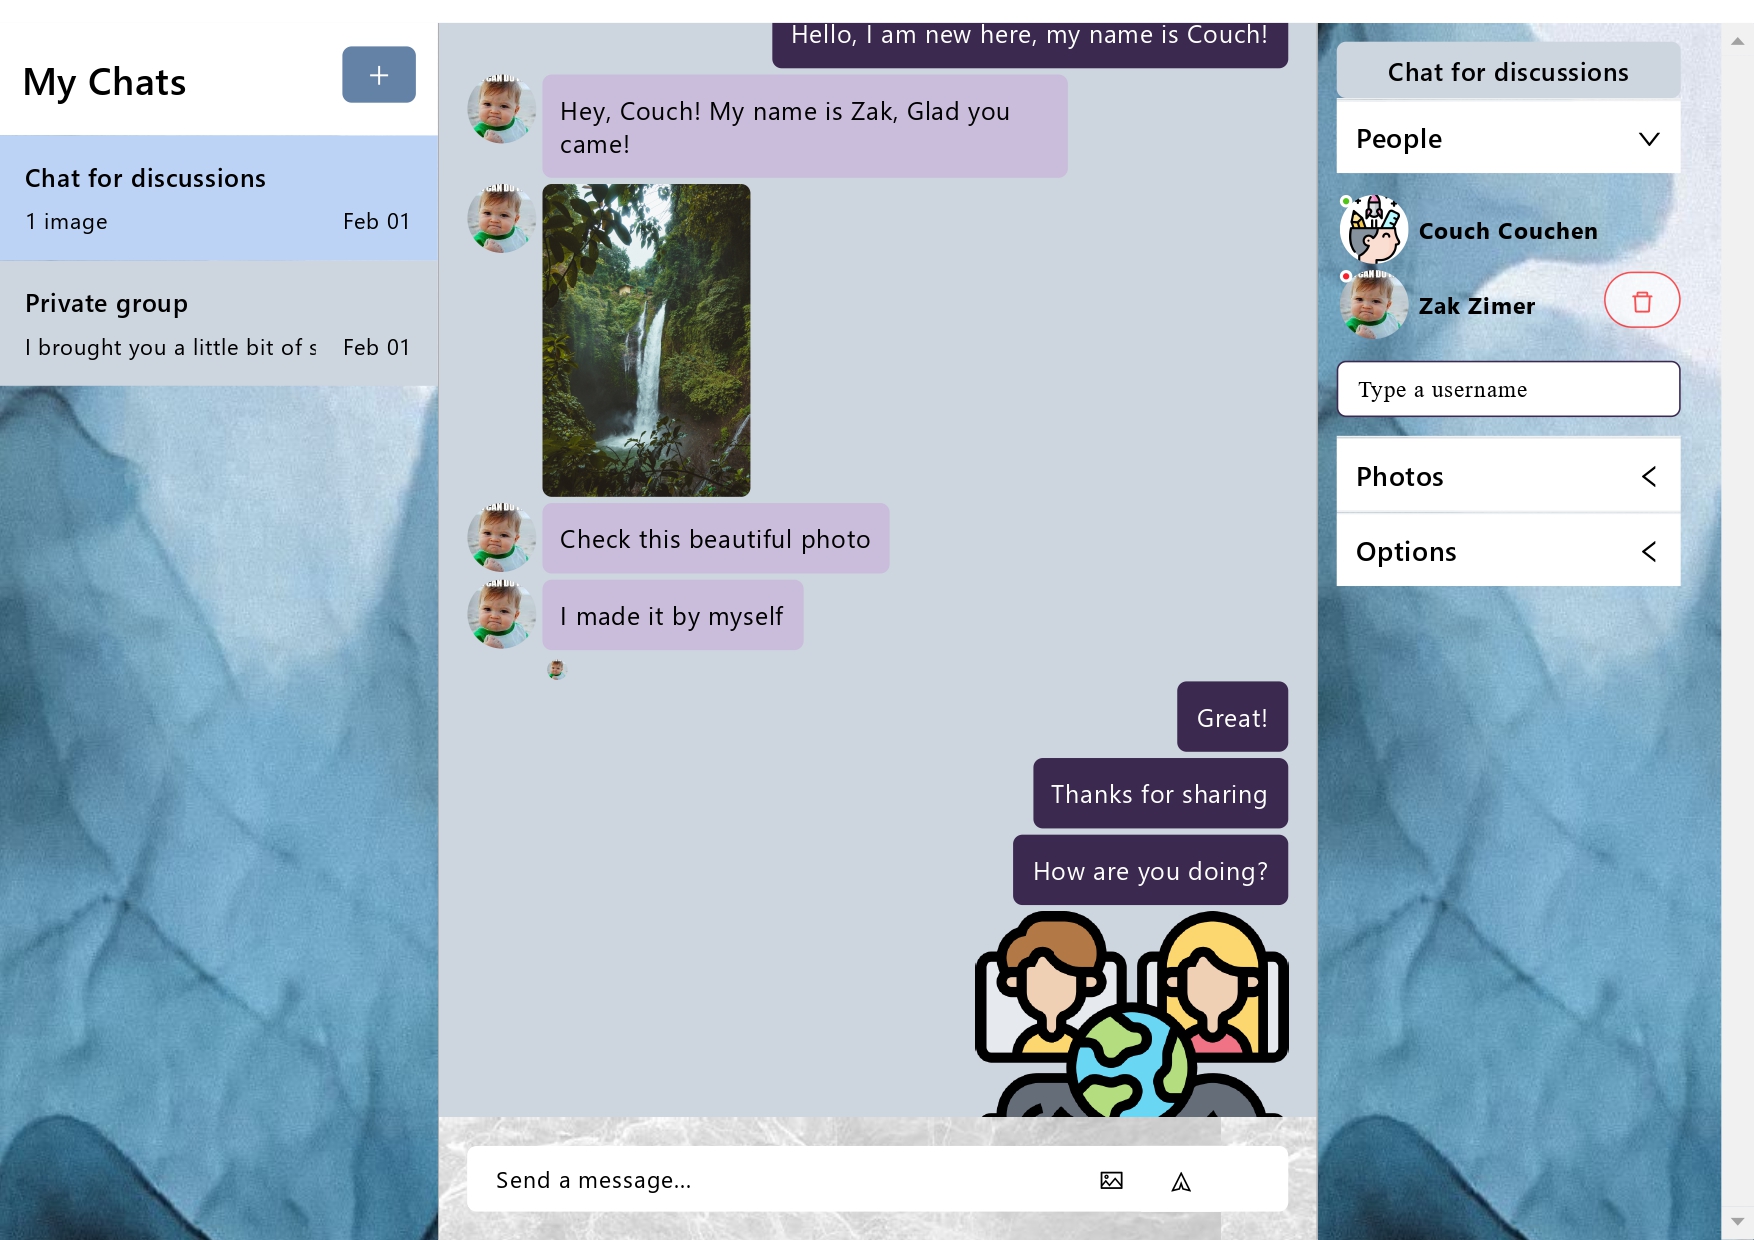 My Chats
Chat for discussions
1 image
Feb 01
Private group
I brought you a little bit of s
Feb 01
Hello, I am new here, my name is Couch!
Hey, Couch! My name is Zak, Glad you
came!
Check this beautiful photo
I made it by myself
Great!
Thanks for sharing
How are you doing?
Send a message...
Chat for discussions
People
Couch Couchen
Zak Zimer
Type a username
Photos
Options